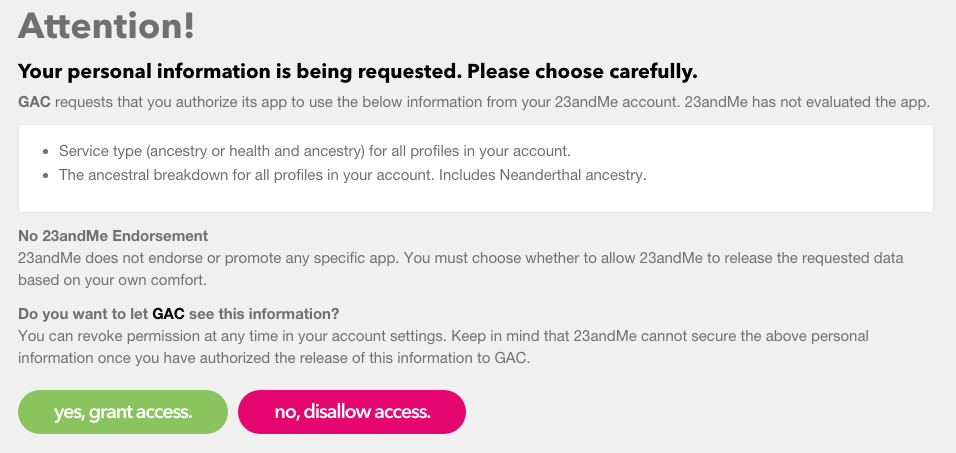 Attention!
Your personal information is being requested. Please choose carefully.
GAC requests that you authorize its app to use the below information from your 23andMe account. 23andMe has not evaluated the app.
• Service type (ancestry or health and ancestry) for all profiles in your account.
• The ancestral breakdown for all profiles in your account. Includes Neanderthal ancestry.
No 23andMe Endorsement
23andMe does not endorse or promote any specific app. You must choose whether to allow 23andMe to release the requested data
based on your own comfort.
Do you want to let GAC see this information?
You can revoke permission at any time in your account settings. Keep in mind that 23andMe cannot secure the above personal
information once you have authorized the release of this information to GAC.
yes, grant access.
no, disallow access.